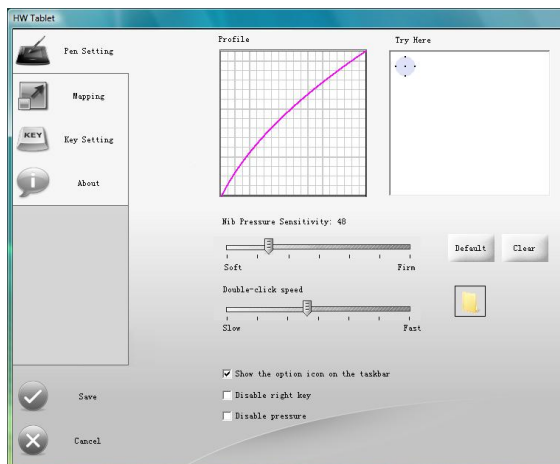 HW Tablet
Pen Setting
Mapping
KEY
Key Setting
i
About
Profile
Try Here
Nib Pressure Sensitivity: 48
Soft
Firm
Default
Clear
Double-click speed
Slow
Fast
Show the option icon on the taskbar
Disable right key
Disable pressure
Save
Cancel